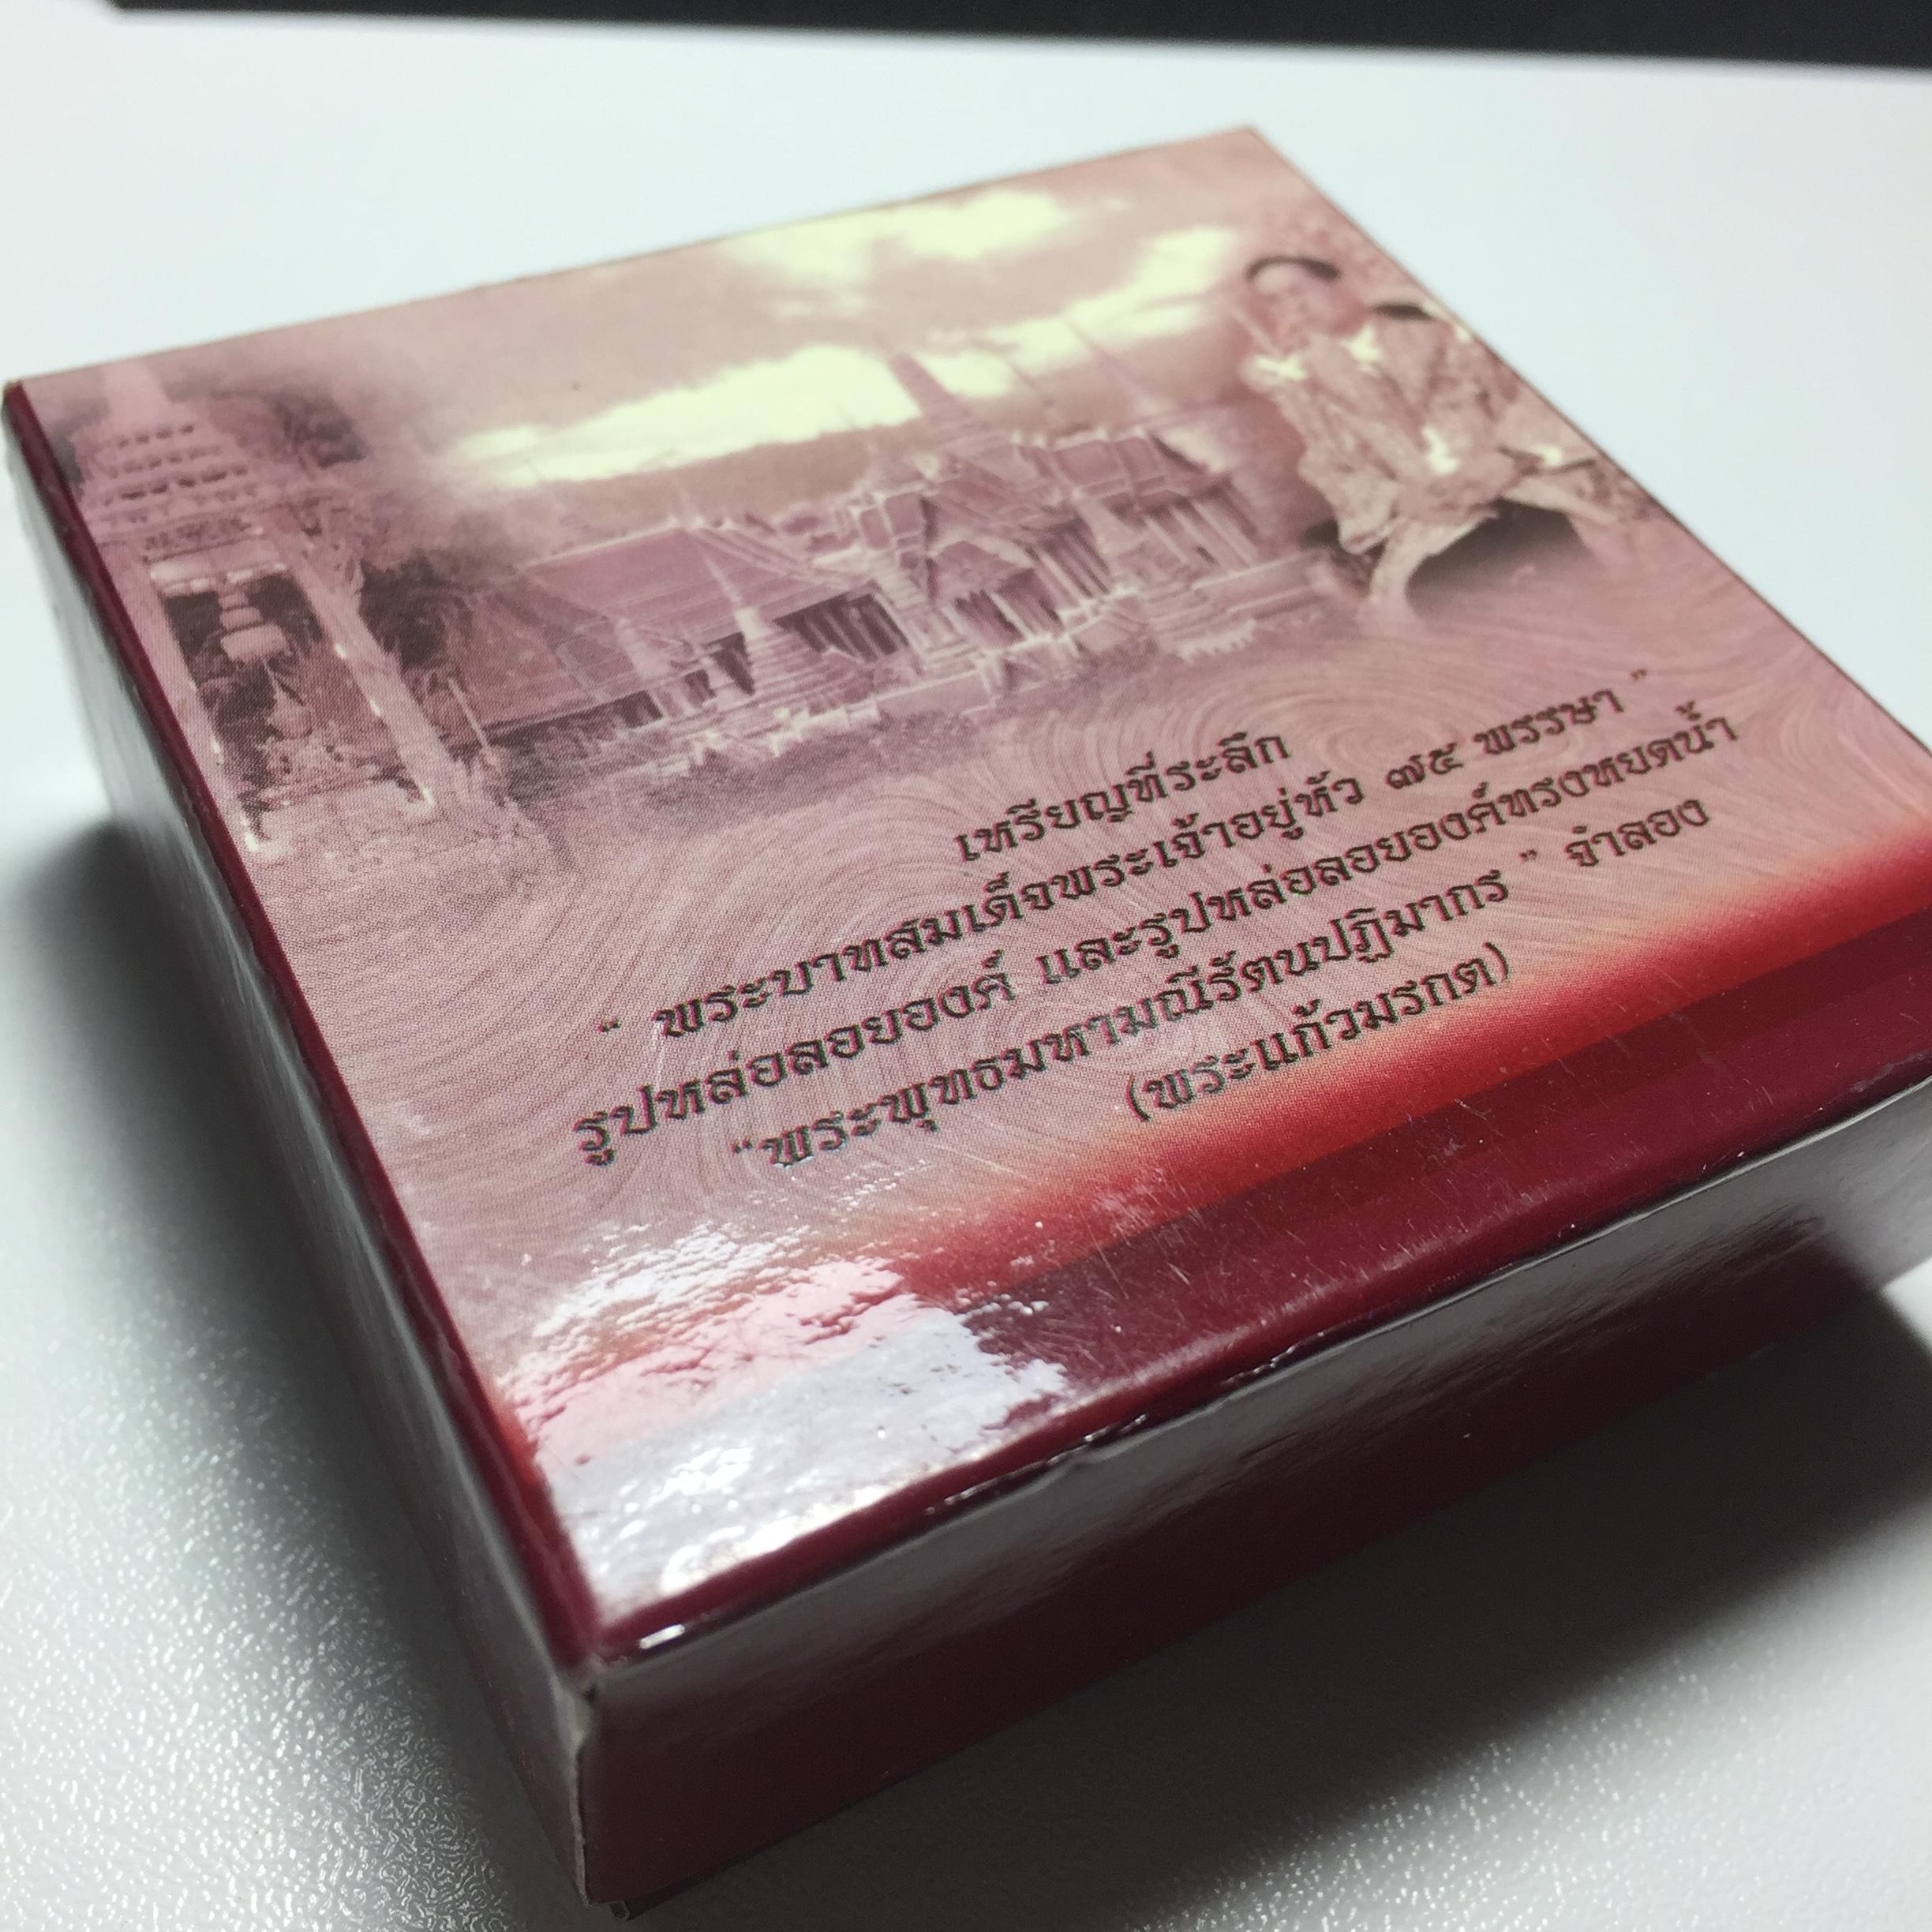 เหรียญที่ระลึก
“ พระบาทสมเด็จพระเจ้าอยู่หัว ๗๕ พรรษา ”
รูปหล่อลอยองค์ และรูปหล่อลอยองค์ทรงหยดน้ำ
“พระพุทธมหามณีรัตนปฏิมากร ” จำลอง
(พระแก้วมรกต)